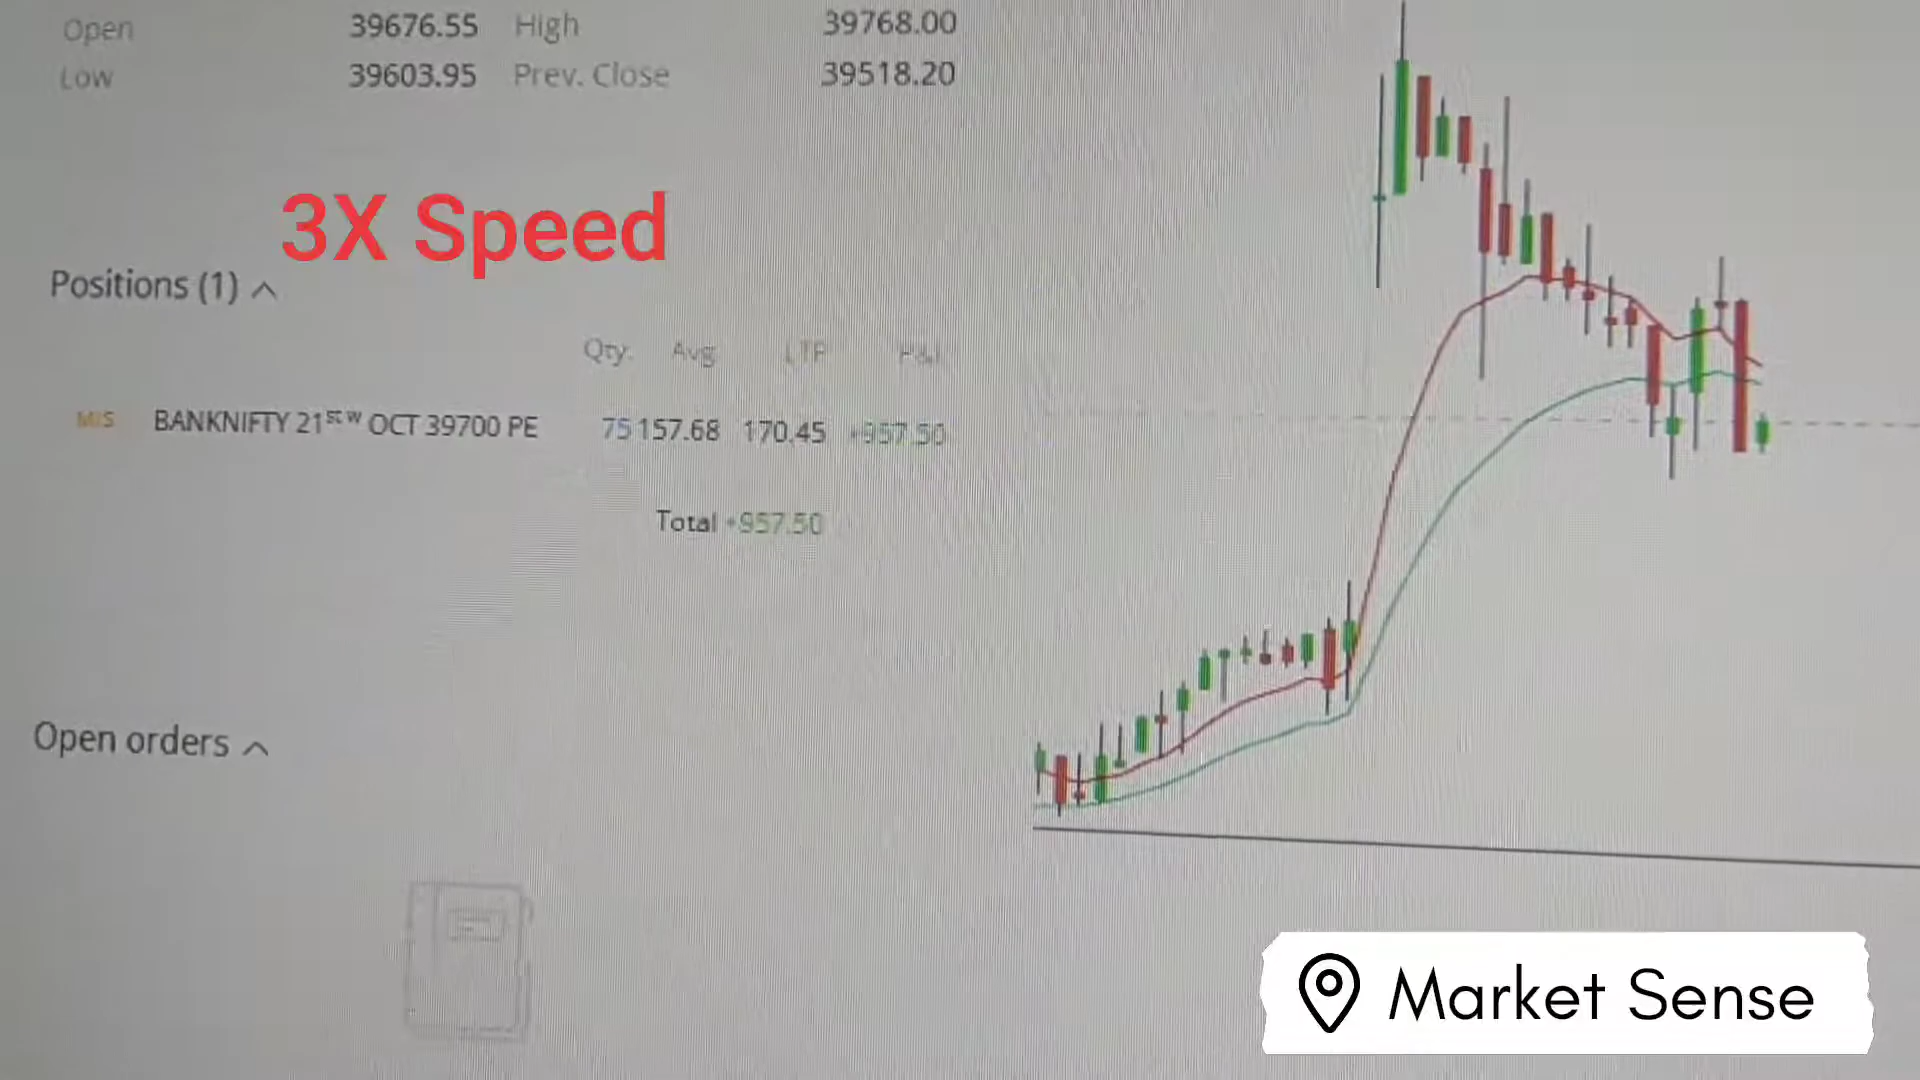 Open 39676.55 High 39768.00
Low 39603.95 Prev. Close 39518.20
3X Speed
Positions (1)
Qty. Avg. LTP P&L
MIS BANKNIFTY 21st w OCT 39700 PE 75 157.68 170.45 +957.50
Total +957.50
Open orders
Market Sense